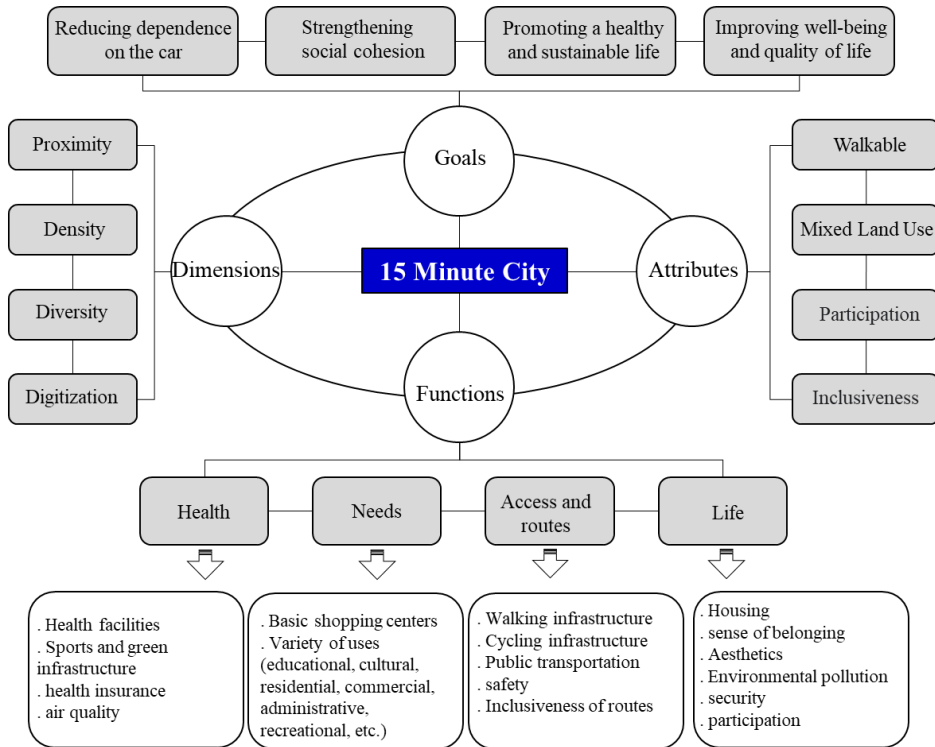 Reducing dependence
on the car
Strengthening
social cohesion
Promoting a healthy
and sustainable life
Improving well-being
and quality of life
Goals
Proximity
Density
Diversity
Digitization
Dimensions
15 Minute City
Attributes
Walkable
Mixed Land Use
Participation
Inclusiveness
Functions
Health
Needs
Access and
routes
Life
. Health facilities
. Sports and green
infrastructure
. health insurance
. air quality
. Basic shopping centers
. Variety of uses
(educational, cultural,
residential, commercial,
administrative,
recreational, etc.)
. Walking infrastructure
. Cycling infrastructure
. Public transportation
. safety
. Inclusiveness of routes
. Housing
. sense of belonging
. Aesthetics
. Environmental pollution
. security
. participation